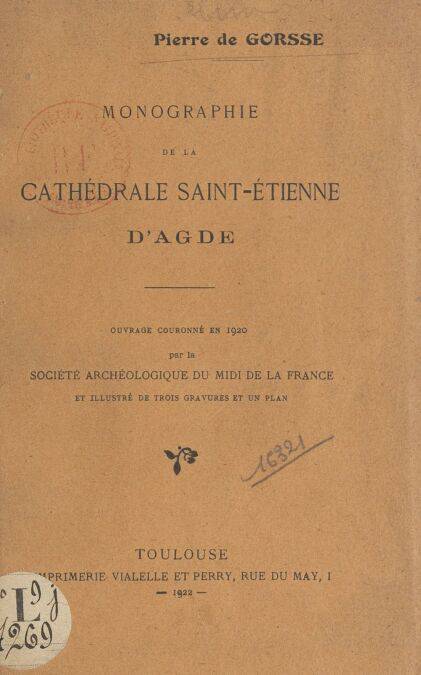 Pierre de GORSSE
MONOGRAPHIE
DE LA
CATHÉDRALE SAINT-ÉTIENNE
D'AGDE
OUVRAGE COURONNÉ EN 1920
par la
SOCIÉTÉ ARCHÉOLOGIQUE DU MIDI DE LA FRANCE
ET ILLUSTRÉ DE TROIS GRAVURES ET UN PLAN
16321
TOULOUSE
IMPRIMERIE VIALELLE ET PERRY, RUE DU MAY, 1
— 1922 —